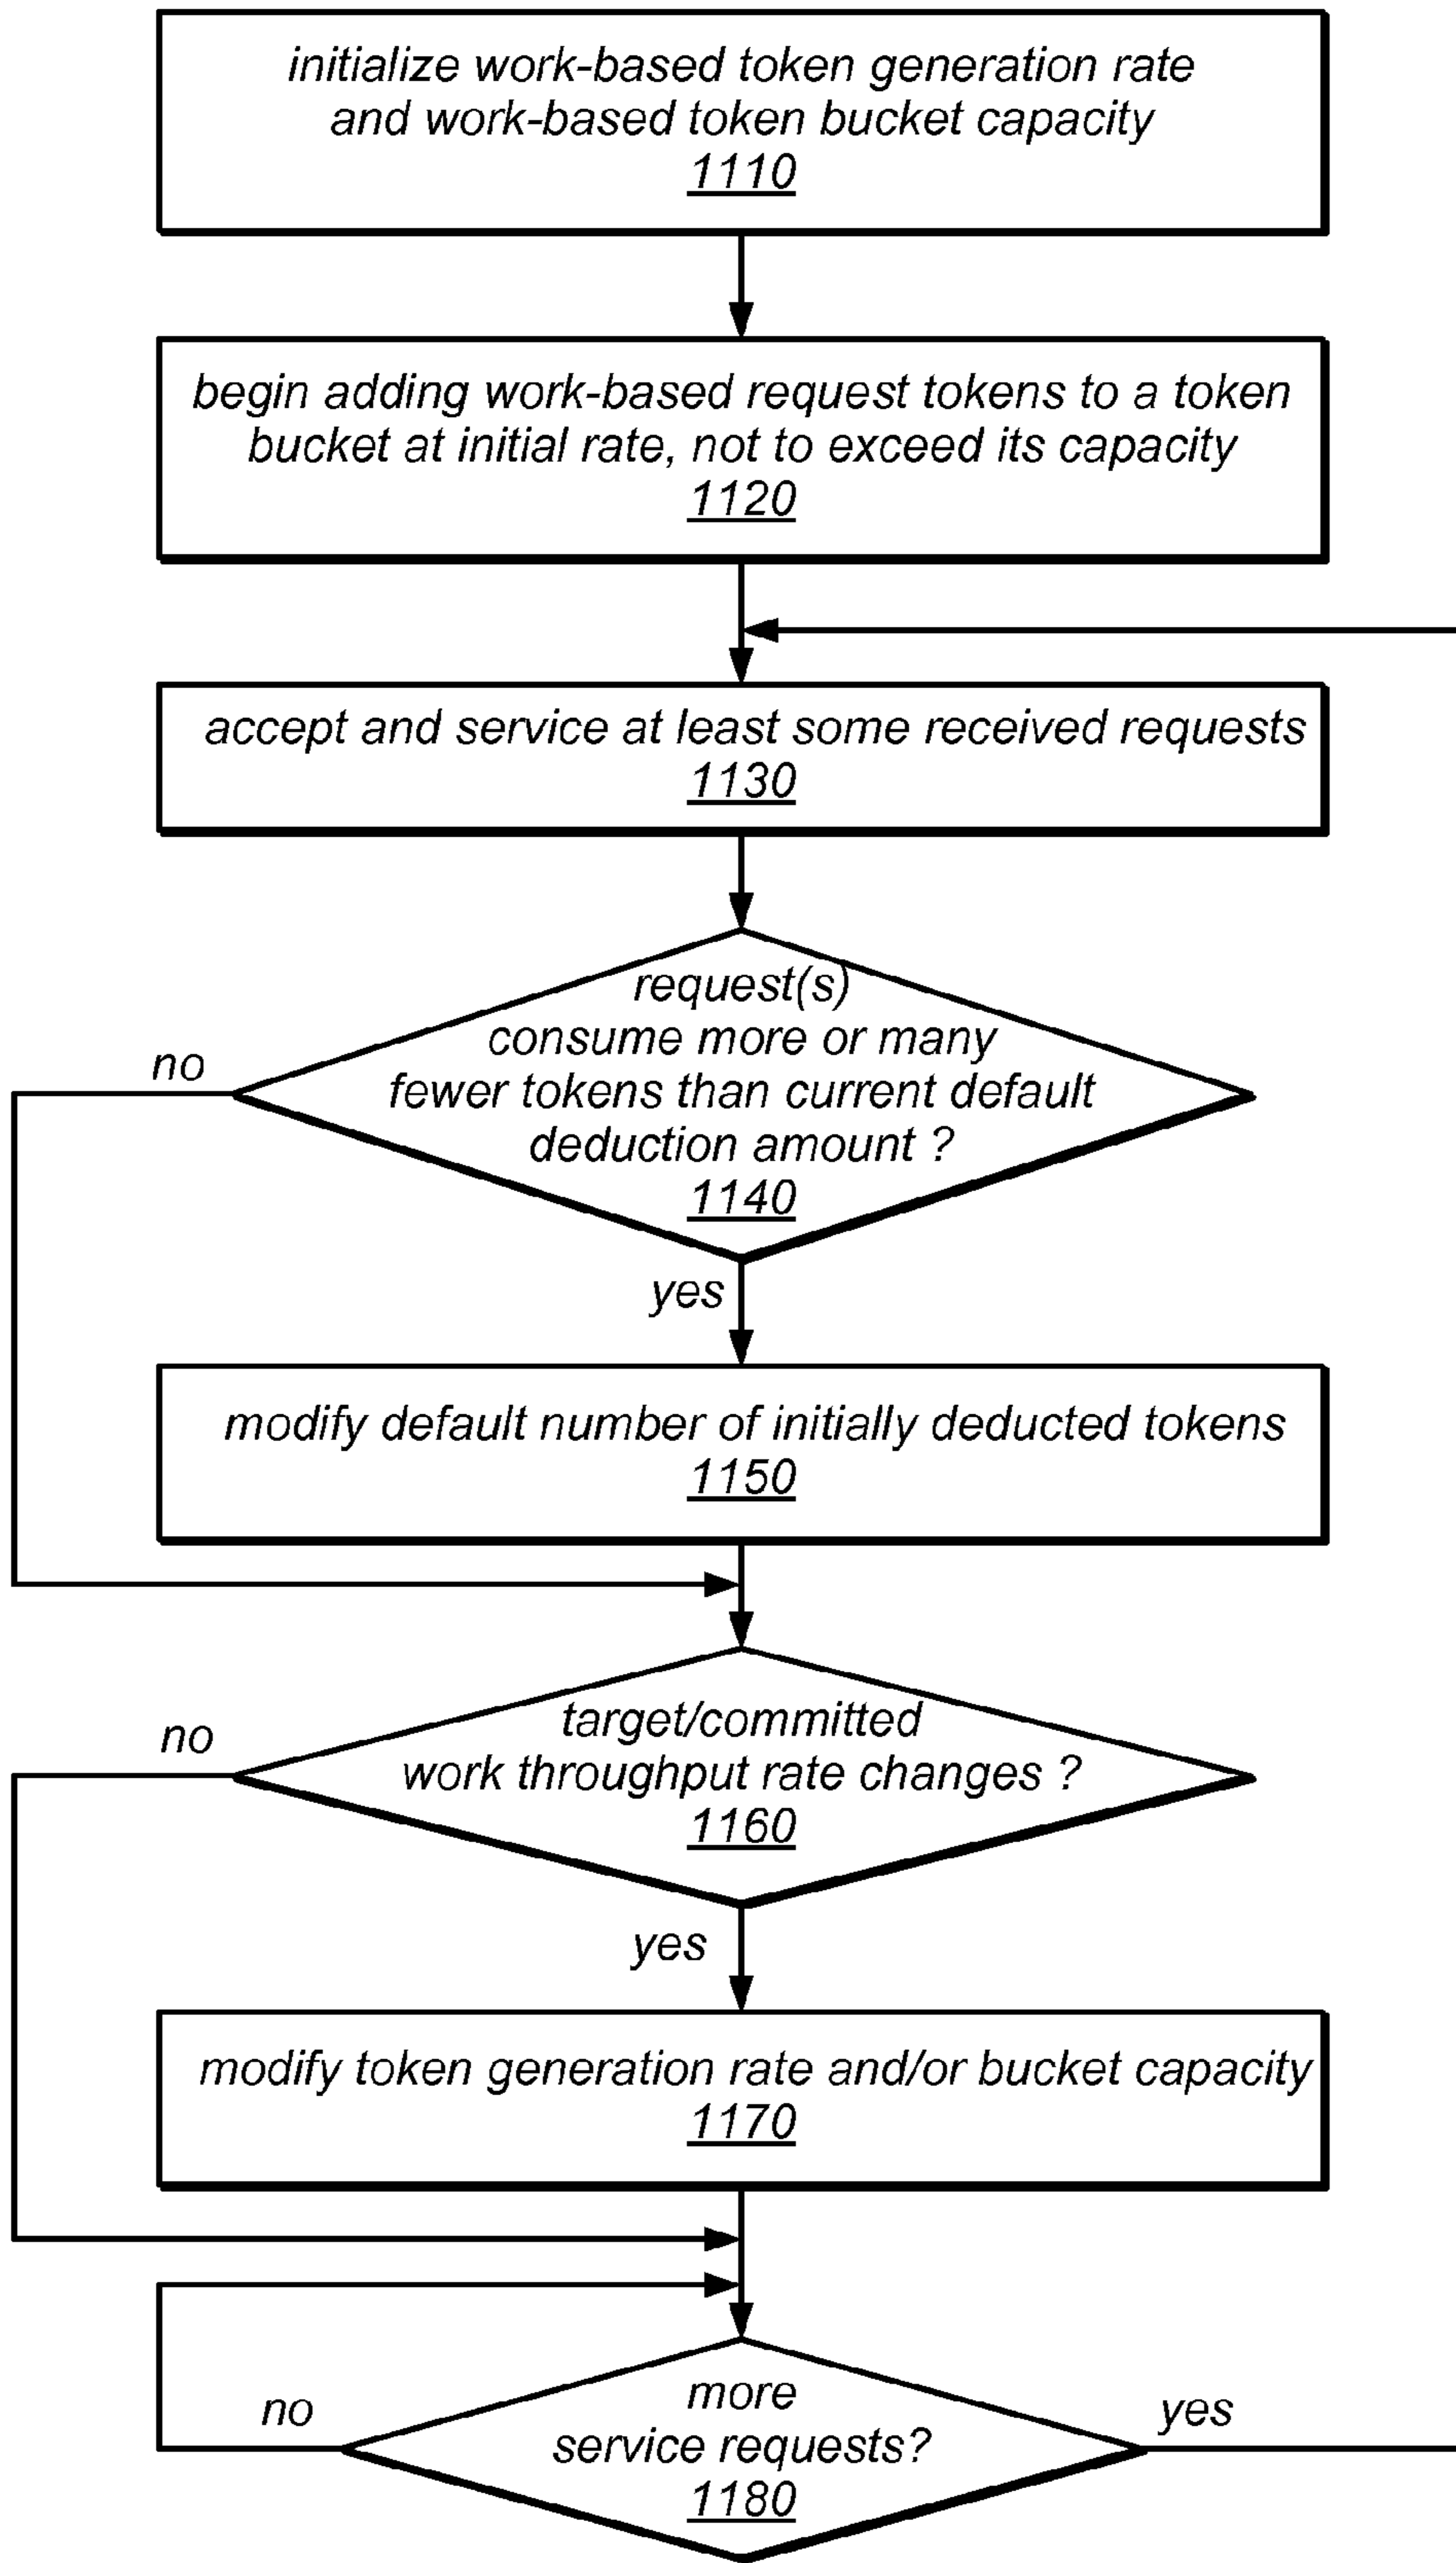 initialize work-based token generation rate
and work-based token bucket capacity
1110
begin adding work-based request tokens to a token
bucket at initial rate, not to exceed its capacity
1120
accept and service at least some received requests
1130
request(s)
consume more or many
fewer tokens than current default
deduction amount ?
1140
no
yes
modify default number of initially deducted tokens
1150
target/committed
work throughput rate changes ?
1160
no
yes
modify token generation rate and/or bucket capacity
1170
more
service requests?
1180
no
yes